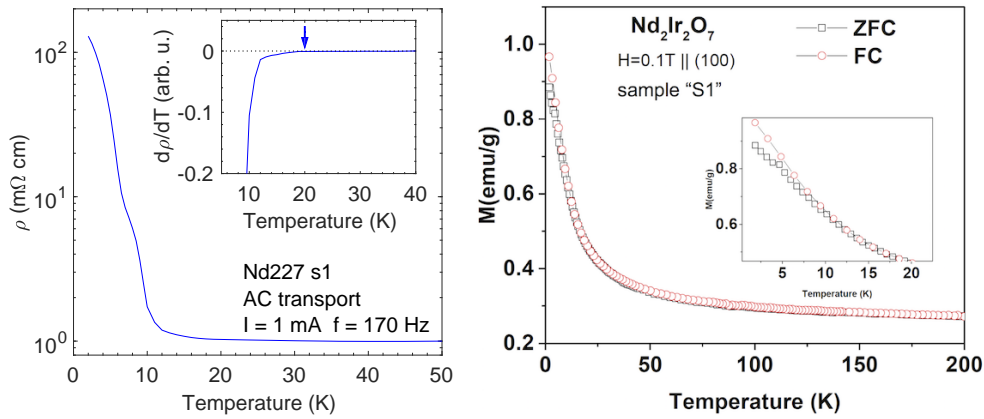 ρ (mΩ cm)
10²
10¹
10⁰
0 10 20 30 40 50
Temperature (K)
dρ/dT (arb. u.)
0
-0.1
-0.2
10 20 30 40
Temperature (K)
Nd227 s1
AC transport
I = 1 mA f = 170 Hz
M(emu/g)
1.0
0.8
0.6
0.4
0.2
0 50 100 150 200
Temperature (K)
Nd₂Ir₂O₇
H=0.1T || (100)
sample “S1”
ZFC
FC
M(emu/g)
0.8
0.6
5 10 15 20
Temperature (K)